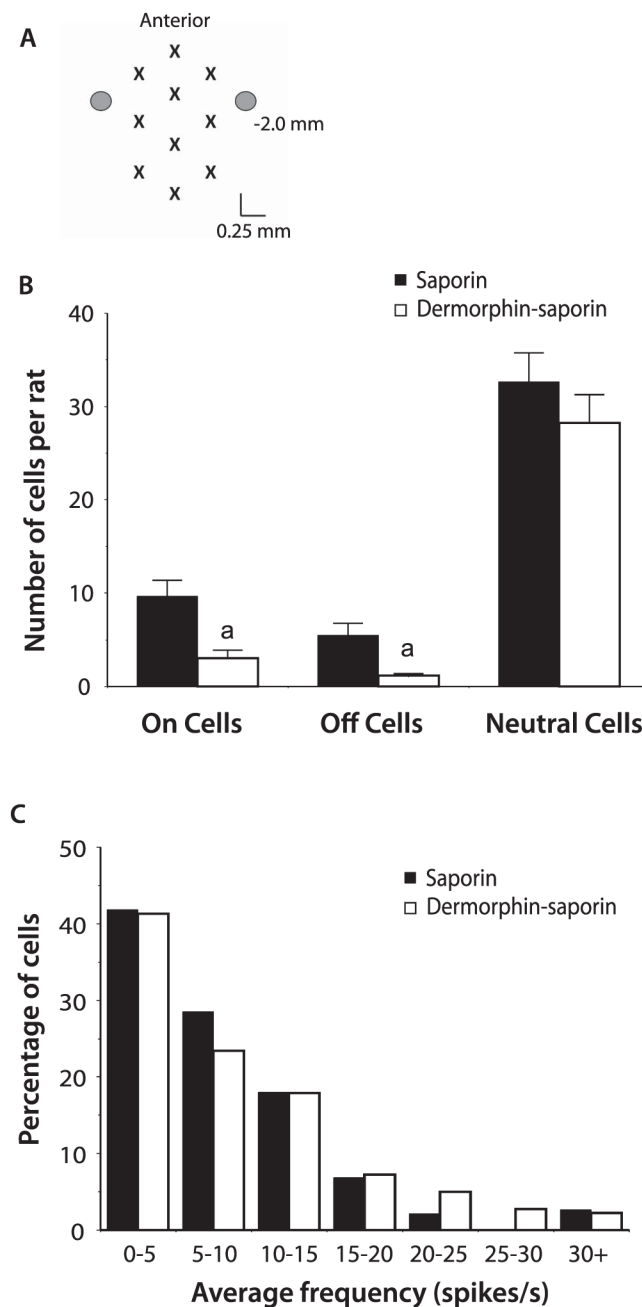 A
Anterior
X
X X
X
X X
-2.0 mm
X
X X
X
0.25 mm
B
Saporin
Dermorphin-saporin
Number of cells per rat
40
30
20
10
0
a
a
On Cells Off Cells Neutral Cells
C
Saporin
Dermorphin-saporin
Percentage of cells
50
40
30
20
10
0
0-5 5-10 10-15 15-20 20-25 25-30 30+
Average frequency (spikes/s)